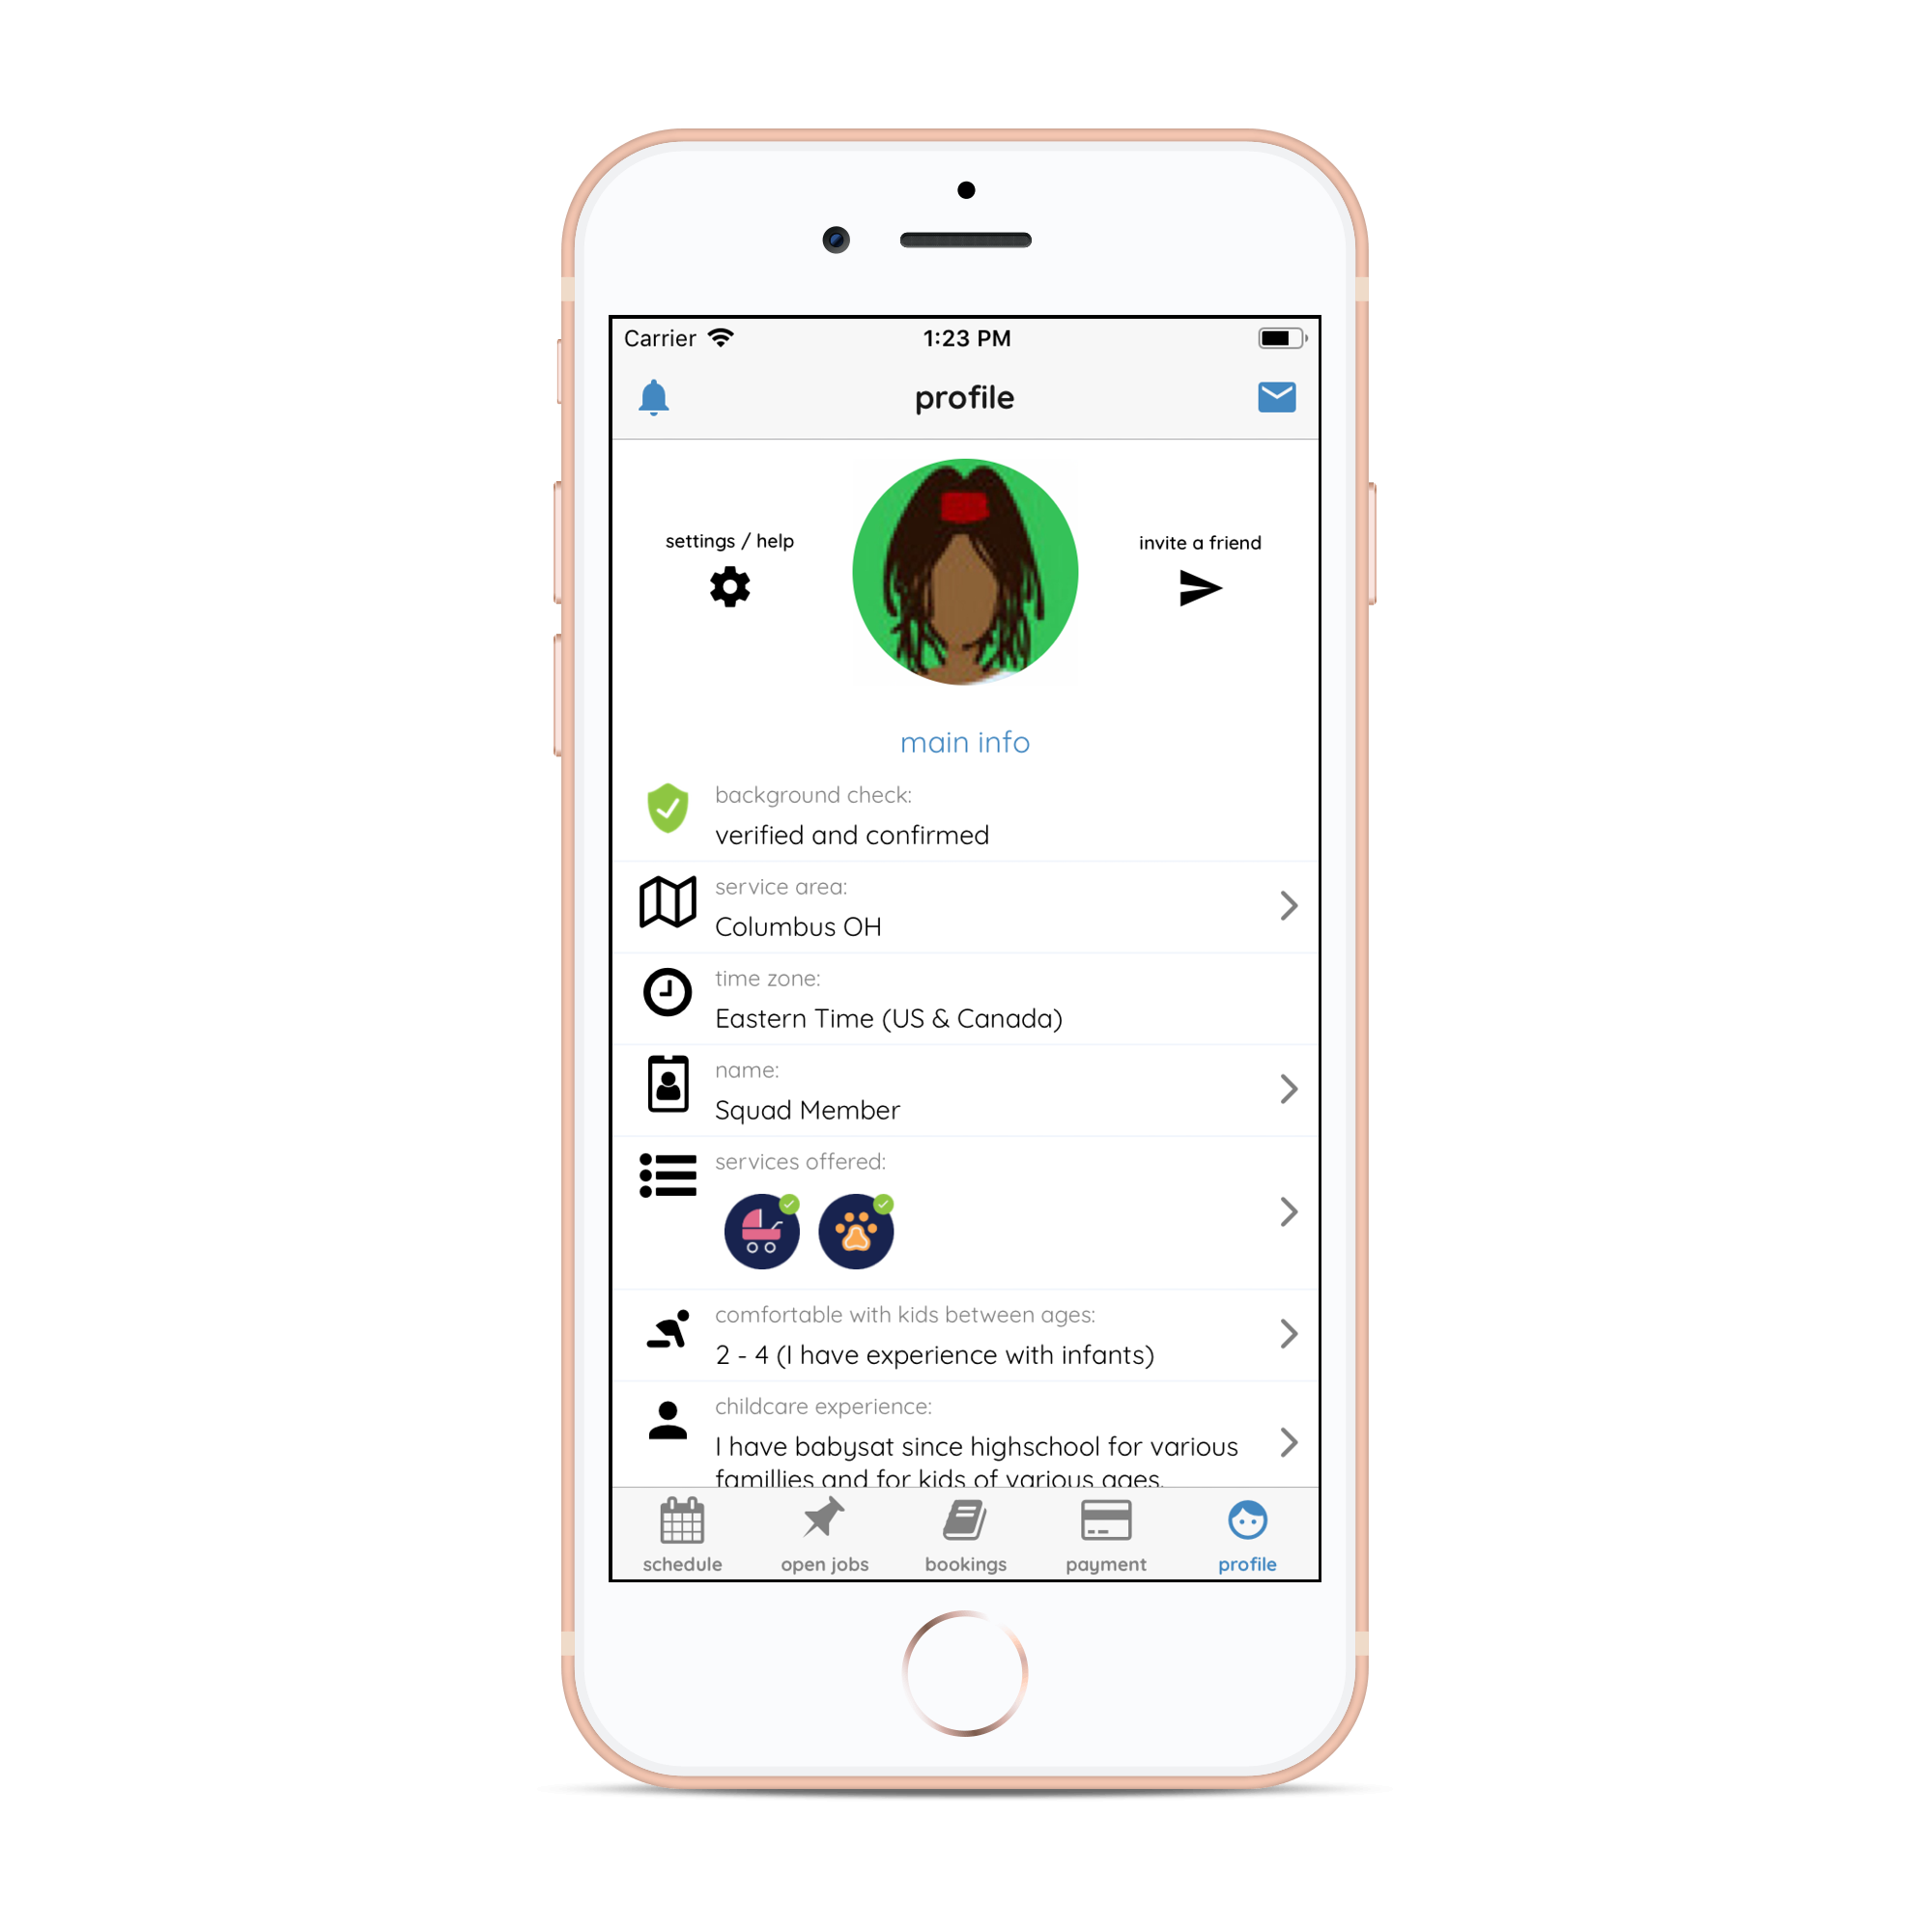 Carrier 1:23 PM
profile
settings / help
invite a friend
main info
background check:
verified and confirmed
service area:
Columbus OH
time zone:
Eastern Time (US & Canada)
name:
Squad Member
services offered:
comfortable with kids between ages:
2 - 4 (I have experience with infants)
childcare experience:
I have babysat since highschool for various
famillies and for kids of various ages.
schedule open jobs bookings payment profile